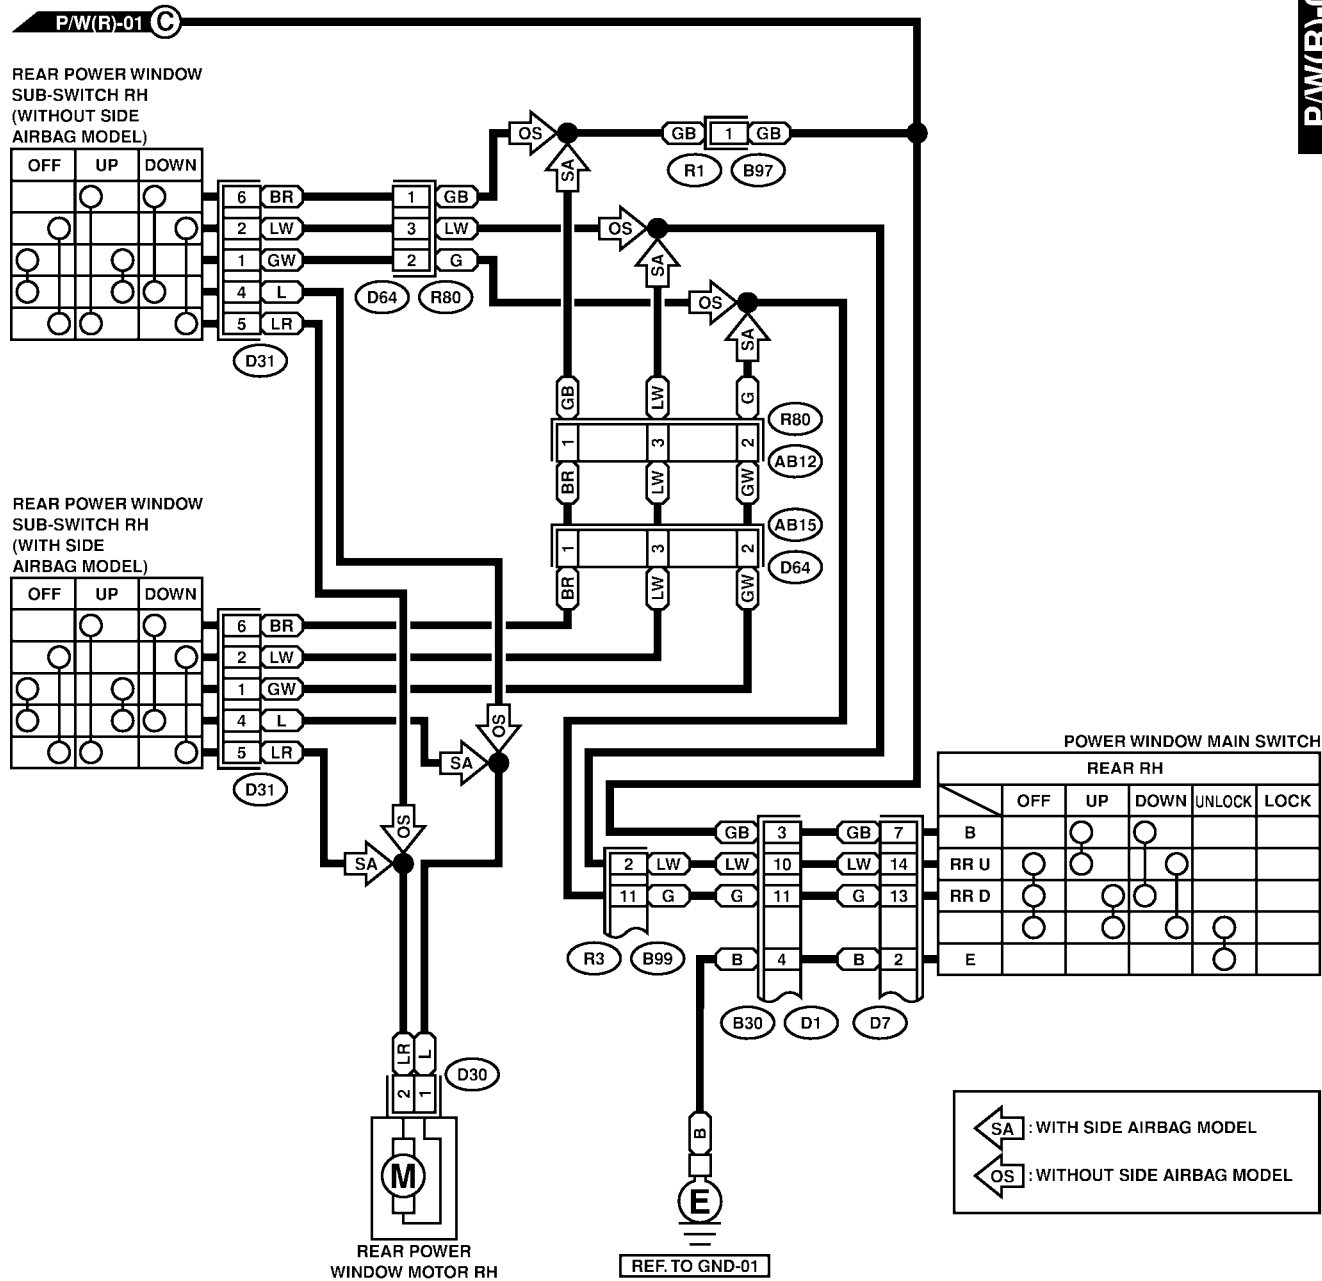 P/W(R)-01 C
REAR POWER WINDOW
SUB-SWITCH RH
(WITHOUT SIDE
AIRBAG MODEL)
OFF UP DOWN
6 BR 1 GB
2 LW 3 LW
1 GW 2 G
4 L
5 LR
D31
D64 R80
OS
SA
GB 1 GB
R1 B97
OS
SA
OS
SA
GB LW G
R80
1 3 2
AB12
BR LW GW
AB15
1 3 2
D64
BR LW GW
REAR POWER WINDOW
SUB-SWITCH RH
(WITH SIDE
AIRBAG MODEL)
OFF UP DOWN
6 BR
2 LW
1 GW
4 L
5 LR
D31
OS
SA
OS
SA
POWER WINDOW MAIN SWITCH
REAR RH
OFF UP DOWN UNLOCK LOCK
GB 3 GB 7 B
2 LW LW 10 LW 14 RR U
11 G G 11 G 13 RR D
B 4 B 2 E
R3 B99
B30 D1 D7
LR L
D30
2 1
M
REAR POWER
WINDOW MOTOR RH
B
E
REF. TO GND-01
SA : WITH SIDE AIRBAG MODEL
OS : WITHOUT SIDE AIRBAG MODEL